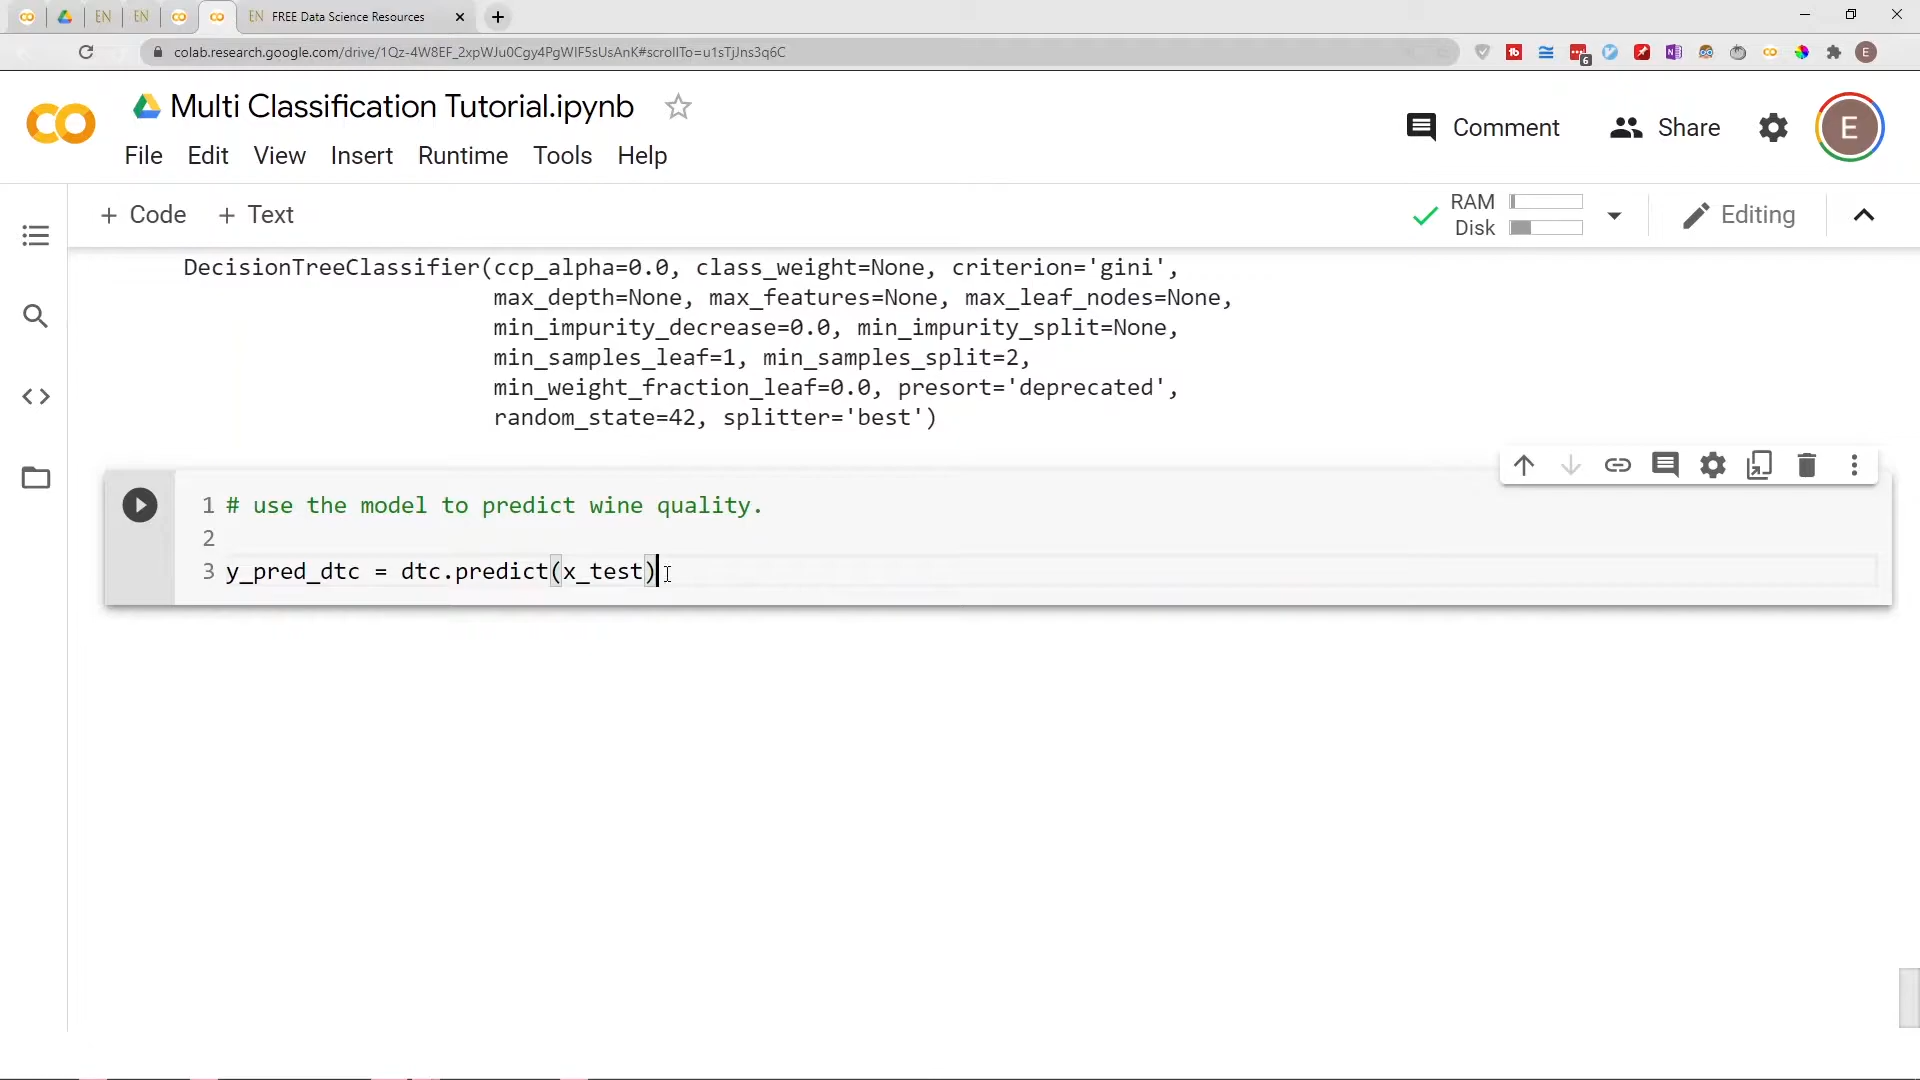 EN
EN
EN FREE Data Science Resources
colab.research.google.com/drive/1Qz-4W8EF_2xpWJu0Cgy4PgWIF5sUsAnK#scrollTo=u1sTjJns3q6C
6
E
Multi Classification Tutorial.ipynb
Comment
Share
E
File Edit View Insert Runtime Tools Help
+ Code + Text
RAM
Disk
Editing
DecisionTreeClassifier(ccp_alpha=0.0, class_weight=None, criterion='gini',
max_depth=None, max_features=None, max_leaf_nodes=None,
min_impurity_decrease=0.0, min_impurity_split=None,
min_samples_leaf=1, min_samples_split=2,
min_weight_fraction_leaf=0.0, presort='deprecated',
random_state=42, splitter='best')
1 # use the model to predict wine quality.
2
3 y_pred_dtc = dtc.predict(x_test)